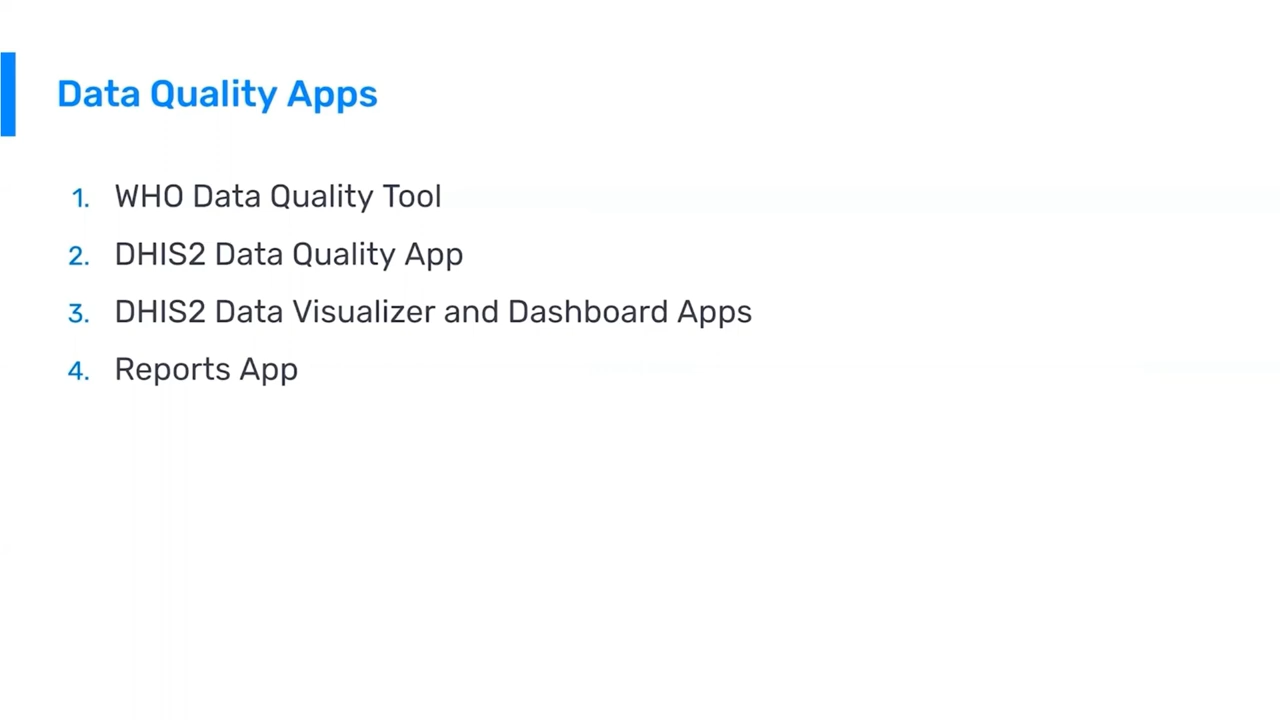 Data Quality Apps
1. WHO Data Quality Tool
2. DHIS2 Data Quality App
3. DHIS2 Data Visualizer and Dashboard Apps
4. Reports App